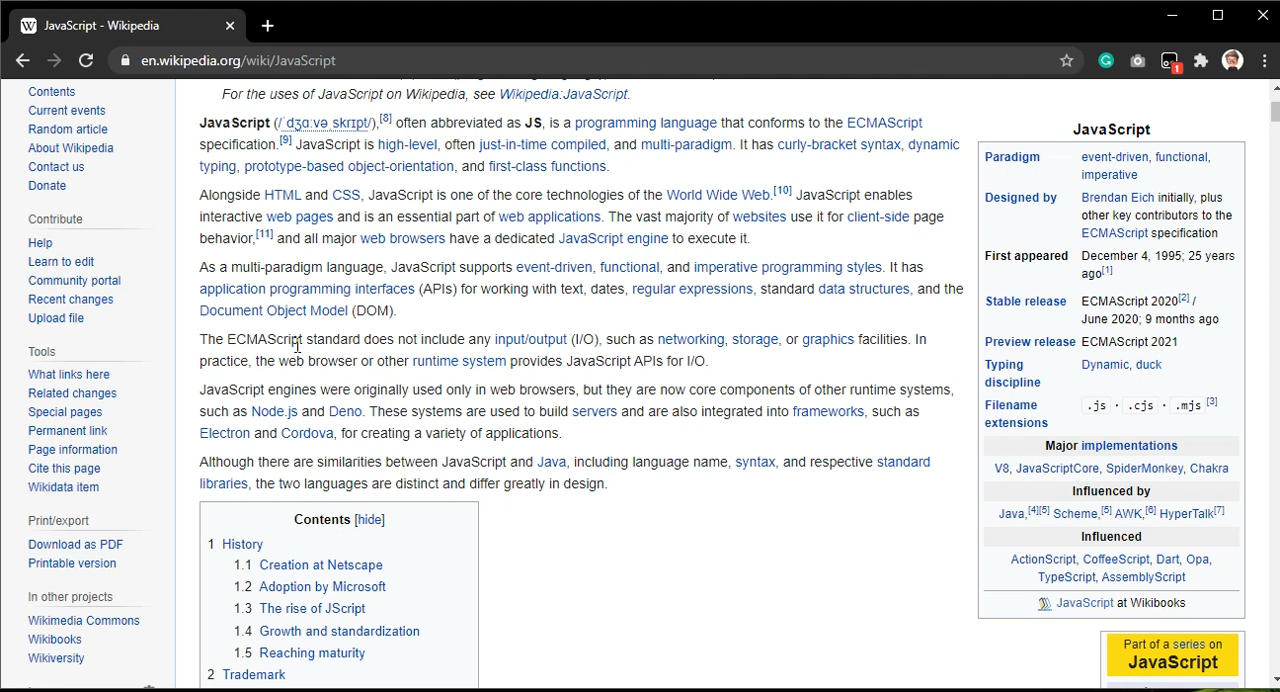 JavaScript - Wikipedia
en.wikipedia.org/wiki/JavaScript
1
Contents
Current events
Random article
About Wikipedia
Contact us
Donate
Contribute
Help
Learn to edit
Community portal
Recent changes
Upload file
Tools
What links here
Related changes
Special pages
Permanent link
Page information
Cite this page
Wikidata item
Print/export
Download as PDF
Printable version
In other projects
Wikimedia Commons
Wikibooks
Wikiversity
For the uses of JavaScript on Wikipedia, see Wikipedia:JavaScript.
JavaScript (/ˈdʒɑːvəˌskrɪpt/),[8] often abbreviated as JS, is a programming language that conforms to the ECMAScript
specification.[9] JavaScript is high-level, often just-in-time compiled, and multi-paradigm. It has curly-bracket syntax, dynamic
typing, prototype-based object-orientation, and first-class functions.
Alongside HTML and CSS, JavaScript is one of the core technologies of the World Wide Web.[10] JavaScript enables
interactive web pages and is an essential part of web applications. The vast majority of websites use it for client-side page
behavior,[11] and all major web browsers have a dedicated JavaScript engine to execute it.
As a multi-paradigm language, JavaScript supports event-driven, functional, and imperative programming styles. It has
application programming interfaces (APIs) for working with text, dates, regular expressions, standard data structures, and the
Document Object Model (DOM).
The ECMAScript standard does not include any input/output (I/O), such as networking, storage, or graphics facilities. In
practice, the web browser or other runtime system provides JavaScript APIs for I/O.
JavaScript engines were originally used only in web browsers, but they are now core components of other runtime systems,
such as Node.js and Deno. These systems are used to build servers and are also integrated into frameworks, such as
Electron and Cordova, for creating a variety of applications.
Although there are similarities between JavaScript and Java, including language name, syntax, and respective standard
libraries, the two languages are distinct and differ greatly in design.
Contents [hide]
1 History
1.1 Creation at Netscape
1.2 Adoption by Microsoft
1.3 The rise of JScript
1.4 Growth and standardization
1.5 Reaching maturity
2 Trademark
JavaScript
Paradigm event-driven, functional,
imperative
Designed by Brendan Eich initially, plus
other key contributors to the
ECMAScript specification
First appeared December 4, 1995; 25 years
ago[1]
Stable release ECMAScript 2020[2] /
June 2020; 9 months ago
Preview release ECMAScript 2021
Typing Dynamic, duck
discipline
Filename .js · .cjs · .mjs [3]
extensions
Major implementations
V8, JavaScriptCore, SpiderMonkey, Chakra
Influenced by
Java,[4][5] Scheme,[5] AWK,[6] HyperTalk[7]
Influenced
ActionScript, CoffeeScript, Dart, Opa,
TypeScript, AssemblyScript
JavaScript at Wikibooks
Part of a series on
JavaScript